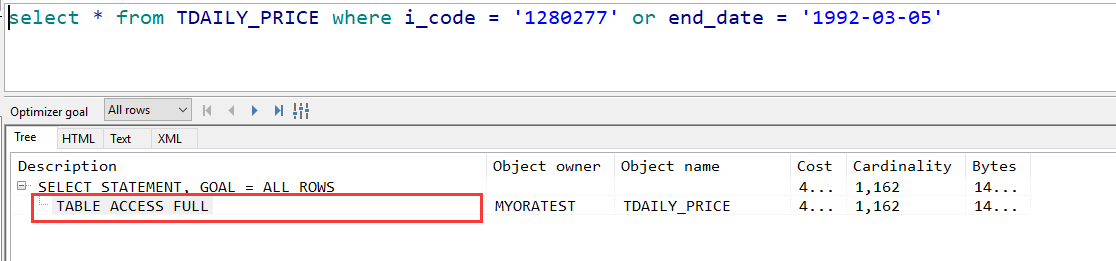 select * from TDAILY_PRICE where i_code = '1280277' or end_date = '1992-03-05'
Optimizer goal All rows
Tree HTML Text XML
Description Object owner Object name Cost Cardinality Bytes
SELECT STATEMENT, GOAL = ALL_ROWS 4... 1,162 14...
TABLE ACCESS FULL MYORATEST TDAILY_PRICE 4... 1,162 14...